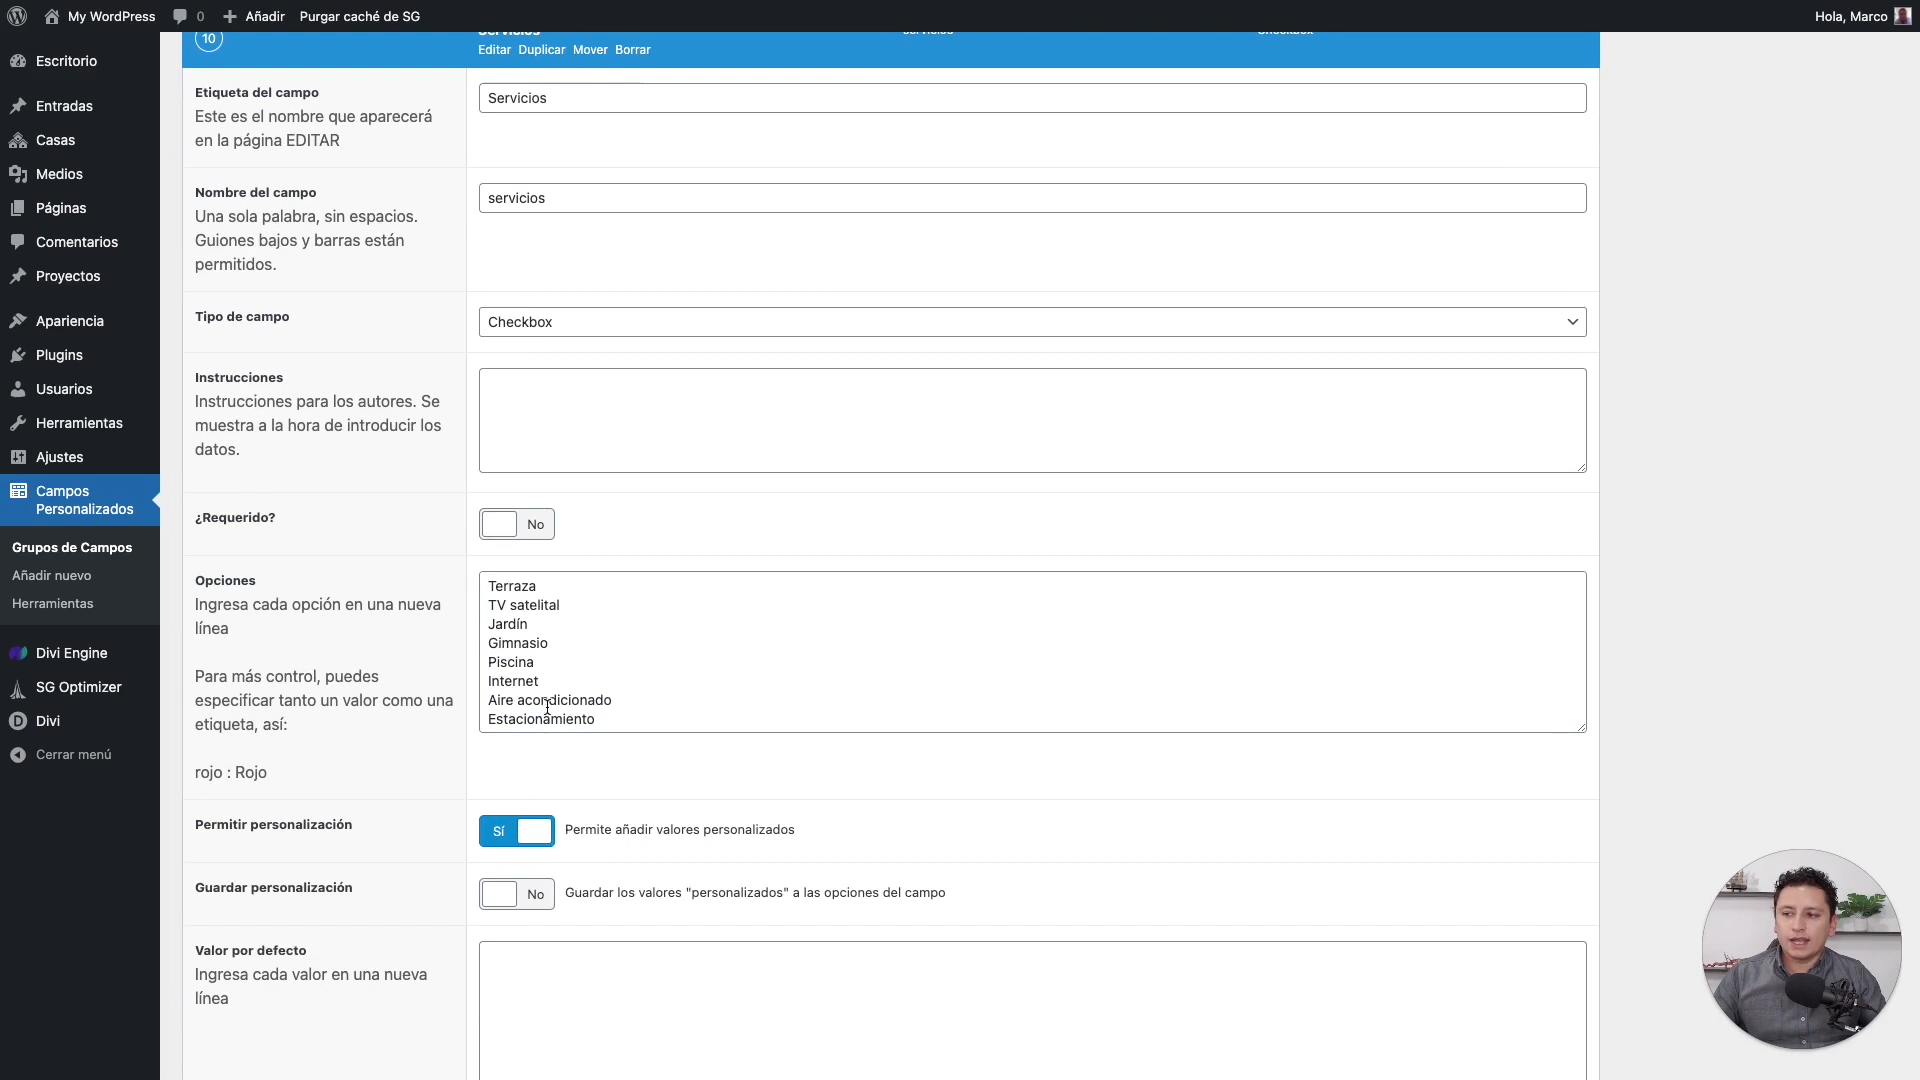 My WordPress
0
Añadir
Purgar caché de SG
Hola, Marco
Escritorio
Entradas
Casas
Medios
Páginas
Comentarios
Proyectos
Apariencia
Plugins
Usuarios
Herramientas
Ajustes
Campos
Personalizados
Grupos de Campos
Añadir nuevo
Herramientas
Divi Engine
SG Optimizer
Divi
Cerrar menú
10
Servicios
servicios
Checkbox
Editar Duplicar Mover Borrar
Etiqueta del campo
Este es el nombre que aparecerá
en la página EDITAR
Servicios
Nombre del campo
Una sola palabra, sin espacios.
Guiones bajos y barras están
permitidos.
servicios
Tipo de campo
Checkbox
Instrucciones
Instrucciones para los autores. Se
muestra a la hora de introducir los
datos.
¿Requerido?
No
Opciones
Ingresa cada opción en una nueva
línea
Para más control, puedes
especificar tanto un valor como una
etiqueta, así:
rojo : Rojo
Terraza
TV satelital
Jardín
Gimnasio
Piscina
Internet
Aire acondicionado
Estacionamiento
Permitir personalización
Sí
Permite añadir valores personalizados
Guardar personalización
No
Guardar los valores "personalizados" a las opciones del campo
Valor por defecto
Ingresa cada valor en una nueva
línea